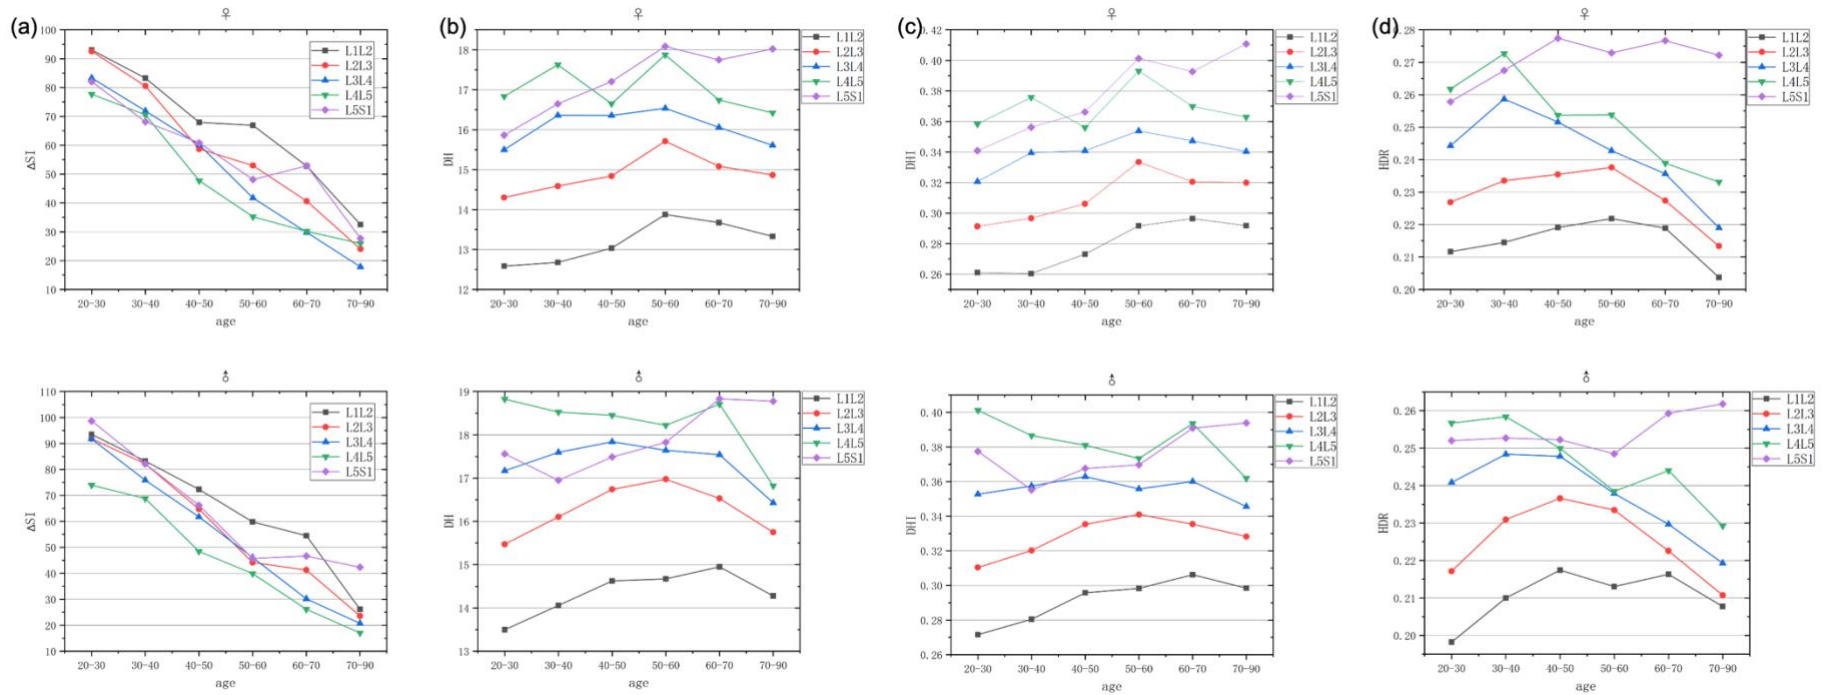 (a) ♀
ΔSI
100
90
80
70
60
50
40
30
20
10
20-30 30-40 40-50 50-60 60-70 70-90
age
L1L2
L2L3
L3L4
L4L5
L5S1
(b) ♀
DH
18
17
16
15
14
13
12
20-30 30-40 40-50 50-60 60-70 70-90
age
L1L2
L2L3
L3L4
L4L5
L5S1
(c) ♀
DHI
0.42
0.40
0.38
0.36
0.34
0.32
0.30
0.28
0.26
20-30 30-40 40-50 50-60 60-70 70-90
age
L1L2
L2L3
L3L4
L4L5
L5S1
(d) ♀
HDR
0.28
0.27
0.26
0.25
0.24
0.23
0.22
0.21
0.20
20-30 30-40 40-50 50-60 60-70 70-90
age
L1L2
L2L3
L3L4
L4L5
L5S1
♂
ΔSI
110
100
90
80
70
60
50
40
30
20
10
20-30 30-40 40-50 50-60 60-70 70-90
age
L1L2
L2L3
L3L4
L4L5
L5S1
♂
DH
19
18
17
16
15
14
13
20-30 30-40 40-50 50-60 60-70 70-90
age
L1L2
L2L3
L3L4
L4L5
L5S1
♂
DHI
0.40
0.38
0.36
0.34
0.32
0.30
0.28
0.26
20-30 30-40 40-50 50-60 60-70 70-90
age
L1L2
L2L3
L3L4
L4L5
L5S1
♂
HDR
0.26
0.25
0.24
0.23
0.22
0.21
0.20
20-30 30-40 40-50 50-60 60-70 70-90
age
L1L2
L2L3
L3L4
L4L5
L5S1